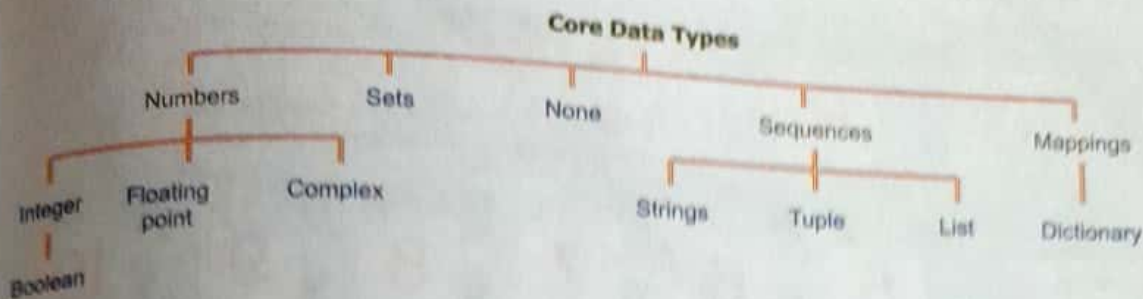 Core Data Types
Numbers
Sets
None
Sequences
Mappings
Integer
Floating
point
Complex
Strings
Tuple
List
Dictionary
Boolean